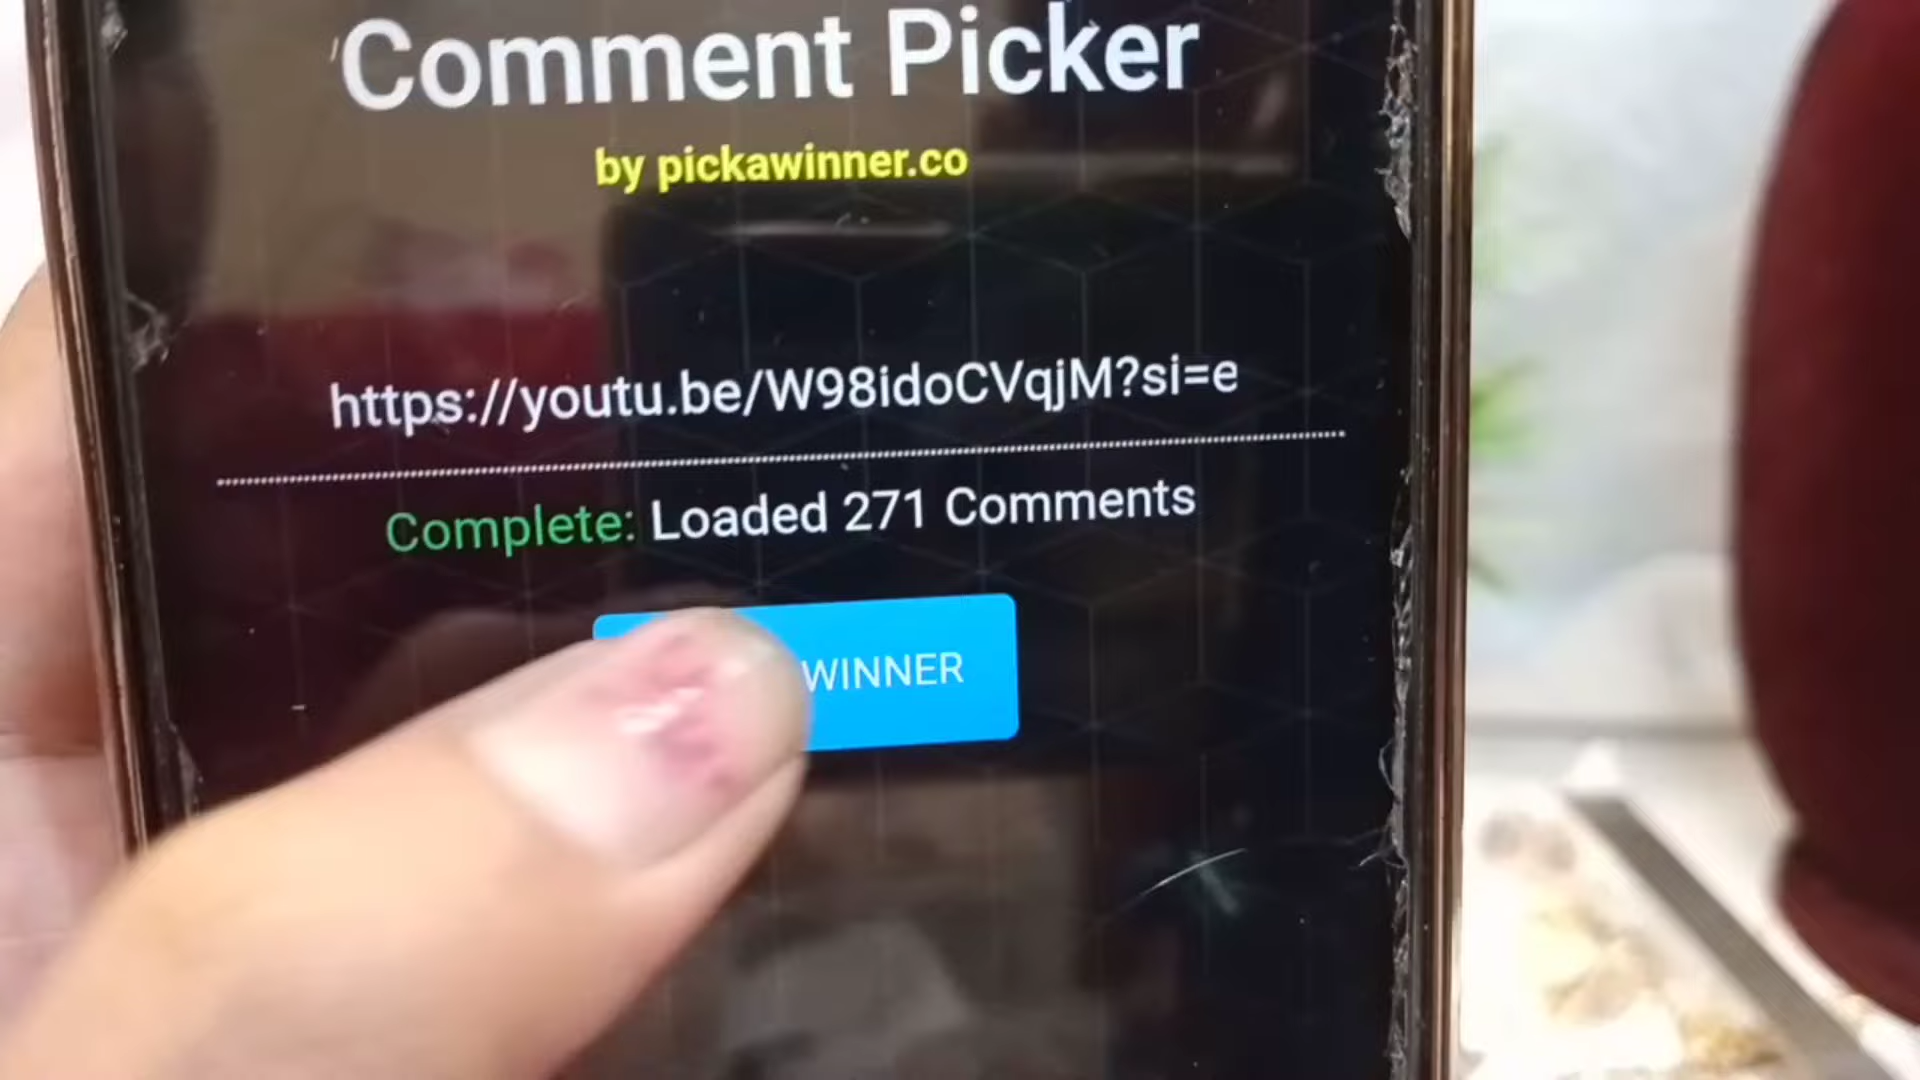 Comment Picker
by pickawinner.co
https://youtu.be/W98idoCVqjM?si=e
Complete: Loaded 271 Comments
WINNER